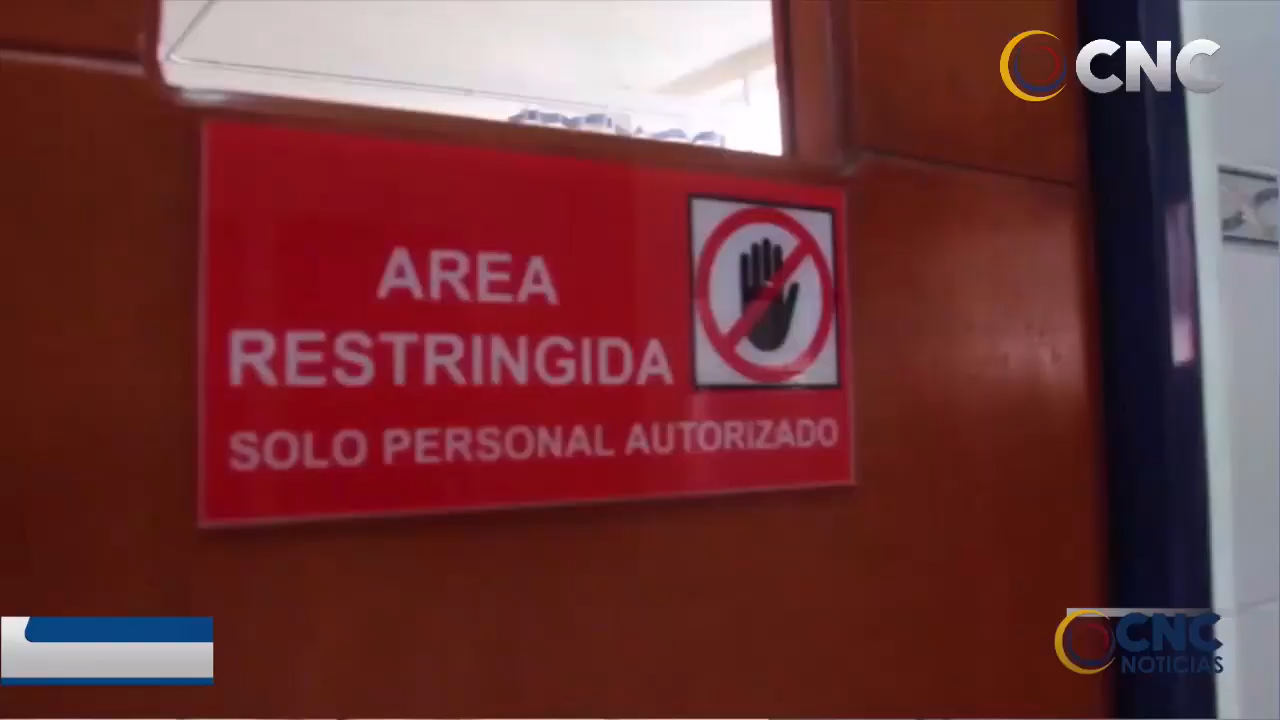 CNC
AREA
RESTRINGIDA
SOLO PERSONAL AUTORIZADO
CNC
NOTICIAS